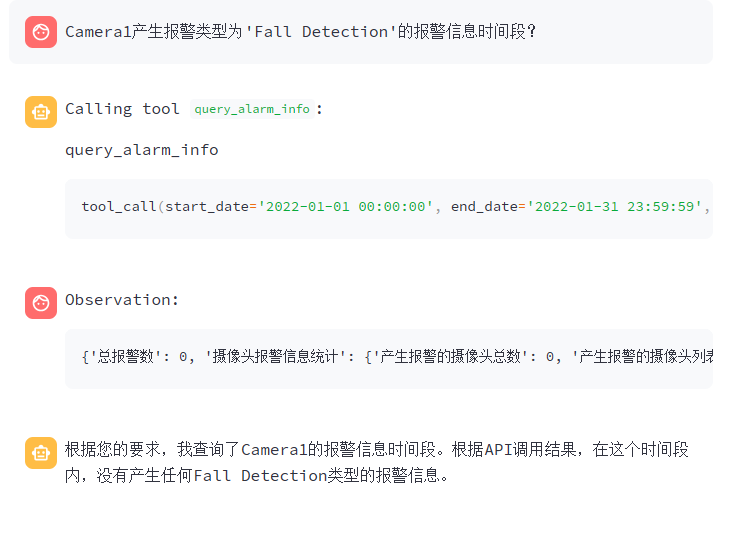 Camera1产生报警类型为'Fall Detection'的报警信息时间段?
Calling tool query_alarm_info:
query_alarm_info
tool_call(start_date='2022-01-01 00:00:00', end_date='2022-01-31 23:59:59',
Observation:
{'总报警数': 0, '摄像头报警信息统计': {'产生报警的摄像头总数': 0, '产生报警的摄像头列表
根据您的要求，我查询了Camera1的报警信息时间段。根据API调用结果，在这个时间段
内，没有产生任何Fall Detection类型的报警信息。